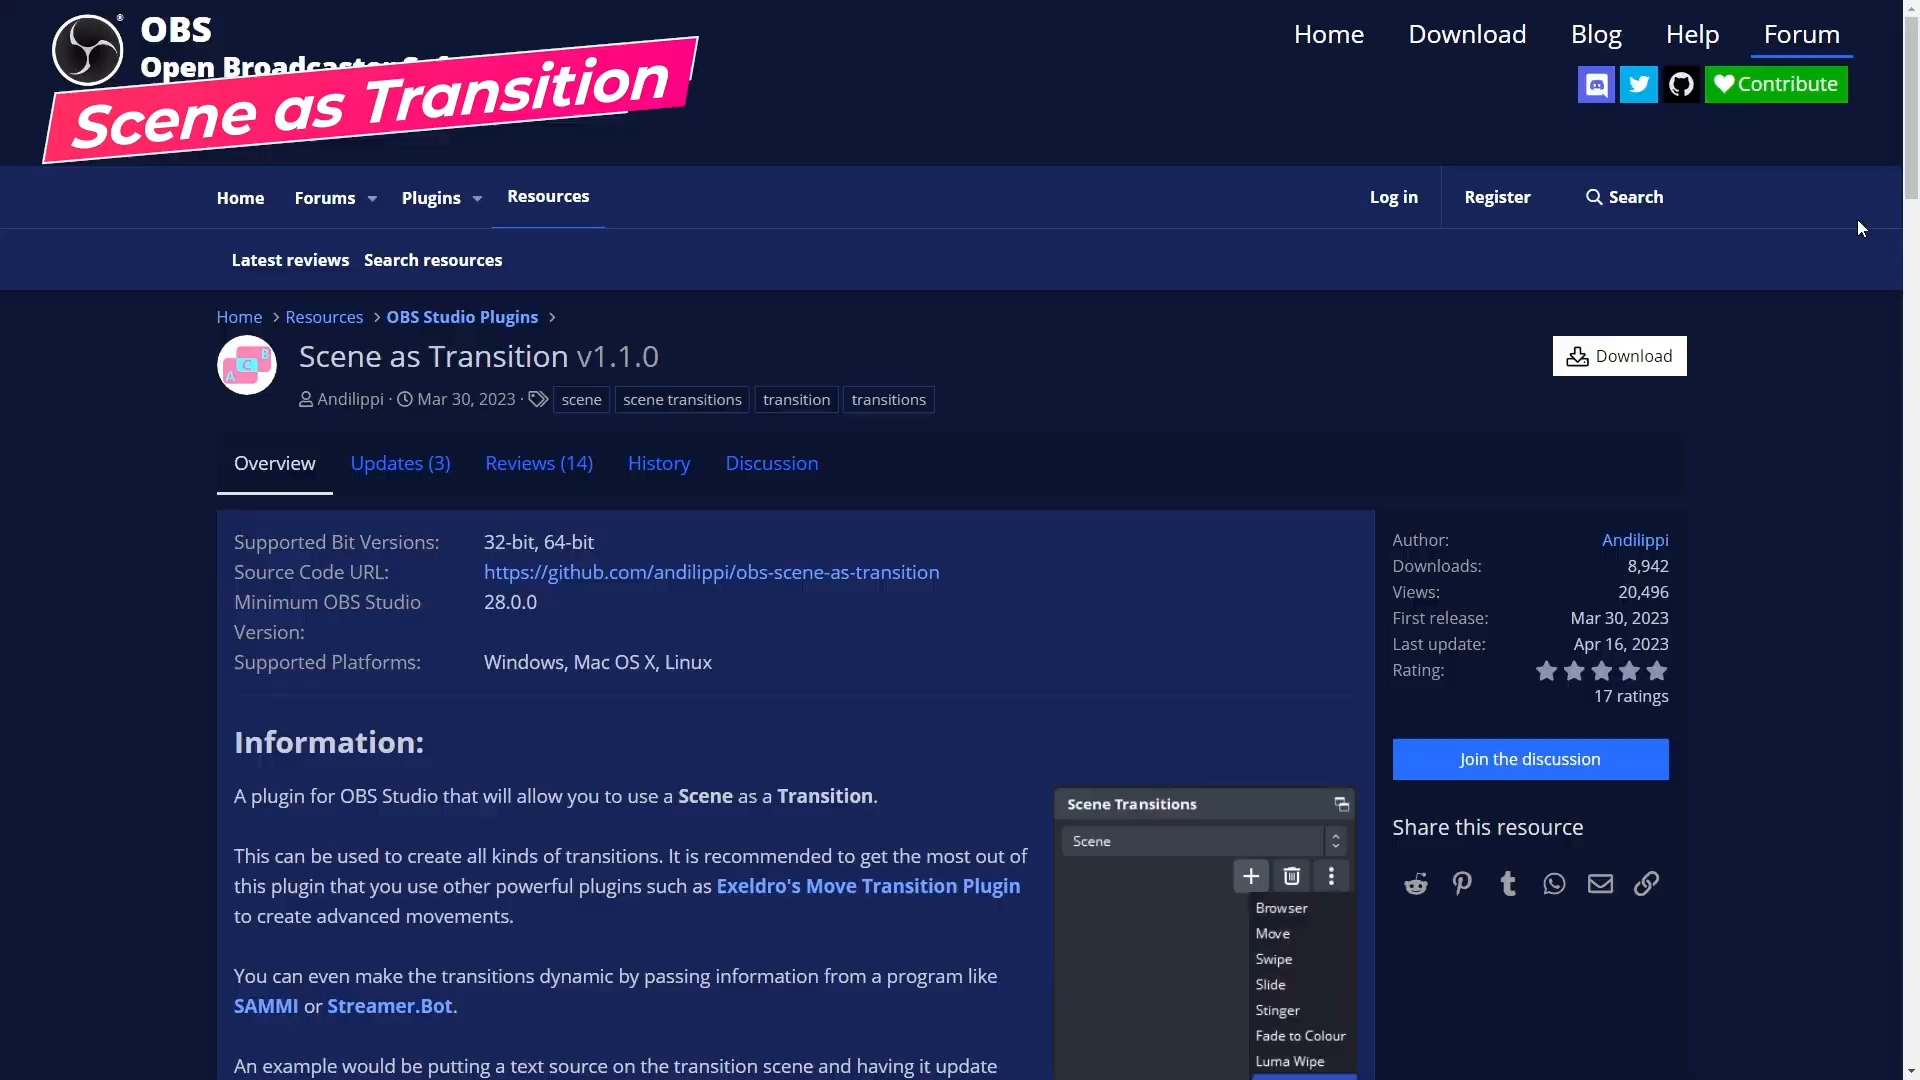 OBS
Open Broadcaster
Scene as Transition
Home Download Blog Help Forum
Contribute
Home Forums Plugins Resources Log in Register Search
Latest reviews Search resources
Home > Resources > OBS Studio Plugins >
Scene as Transition v1.1.0
Download
Andilippi · Mar 30, 2023 · scene scene transitions transition transitions
Overview Updates (3) Reviews (14) History Discussion
Supported Bit Versions: 32-bit, 64-bit
Source Code URL: https://github.com/andilippi/obs-scene-as-transition
Minimum OBS Studio 28.0.0
Version:
Supported Platforms: Windows, Mac OS X, Linux
Information:
A plugin for OBS Studio that will allow you to use a Scene as a Transition.
This can be used to create all kinds of transitions. It is recommended to get the most out of
this plugin that you use other powerful plugins such as Exeldro's Move Transition Plugin
to create advanced movements.
You can even make the transitions dynamic by passing information from a program like
SAMMI or Streamer.Bot.
An example would be putting a text source on the transition scene and having it update
Scene Transitions
Scene
Browser
Move
Swipe
Slide
Stinger
Fade to Colour
Luma Wipe
Author: Andilippi
Downloads: 8,942
Views: 20,496
First release: Mar 30, 2023
Last update: Apr 16, 2023
Rating:
17 ratings
Join the discussion
Share this resource